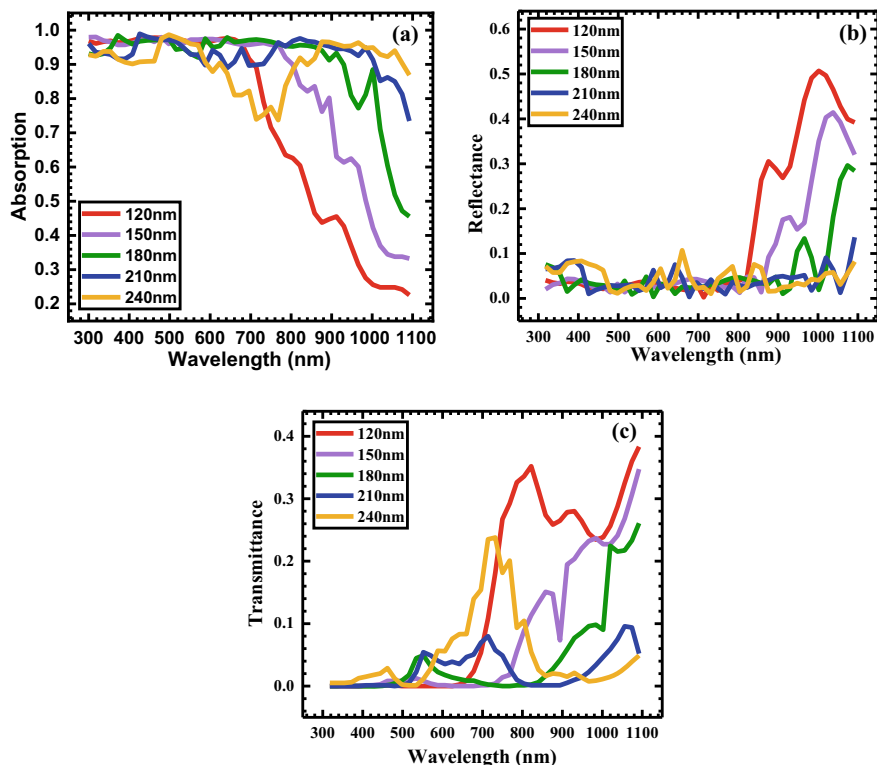 (a)
1.0
0.9
0.8
0.7
0.6
0.5
0.4
0.3
0.2
Absorption
120nm
150nm
180nm
210nm
240nm
300 400 500 600 700 800 900 1000 1100
Wavelength (nm)
(b)
0.6
0.5
0.4
0.3
0.2
0.1
0.0
Reflectance
120nm
150nm
180nm
210nm
240nm
300 400 500 600 700 800 900 1000 1100
Wavelength (nm)
(c)
0.4
0.3
0.2
0.1
0.0
Transmittance
120nm
150nm
180nm
210nm
240nm
300 400 500 600 700 800 900 1000 1100
Wavelength (nm)